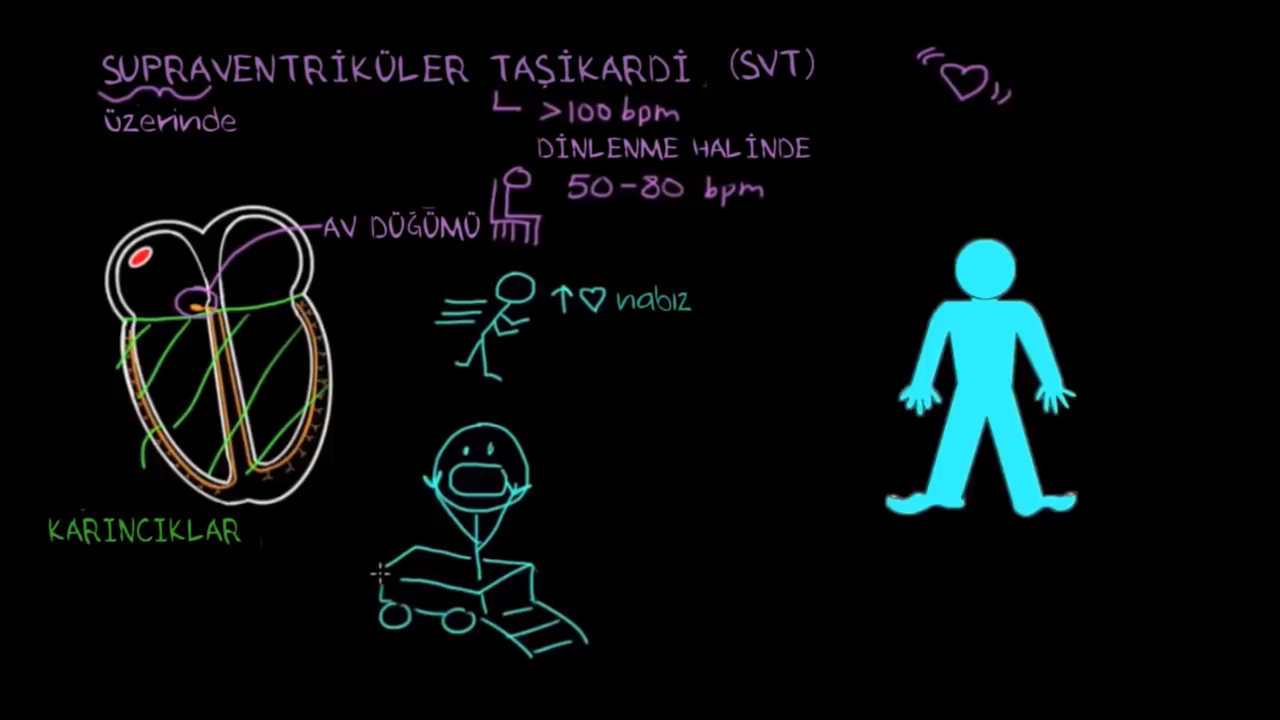 SUPRAVENTRİKÜLER TAŞİKARDİ (SVT)
üzerinde
>100 bpm
DİNLENME HALİNDE
50-80 bpm
AV DÜĞÜMÜ
↑♡ nabız
KARINCIKLAR